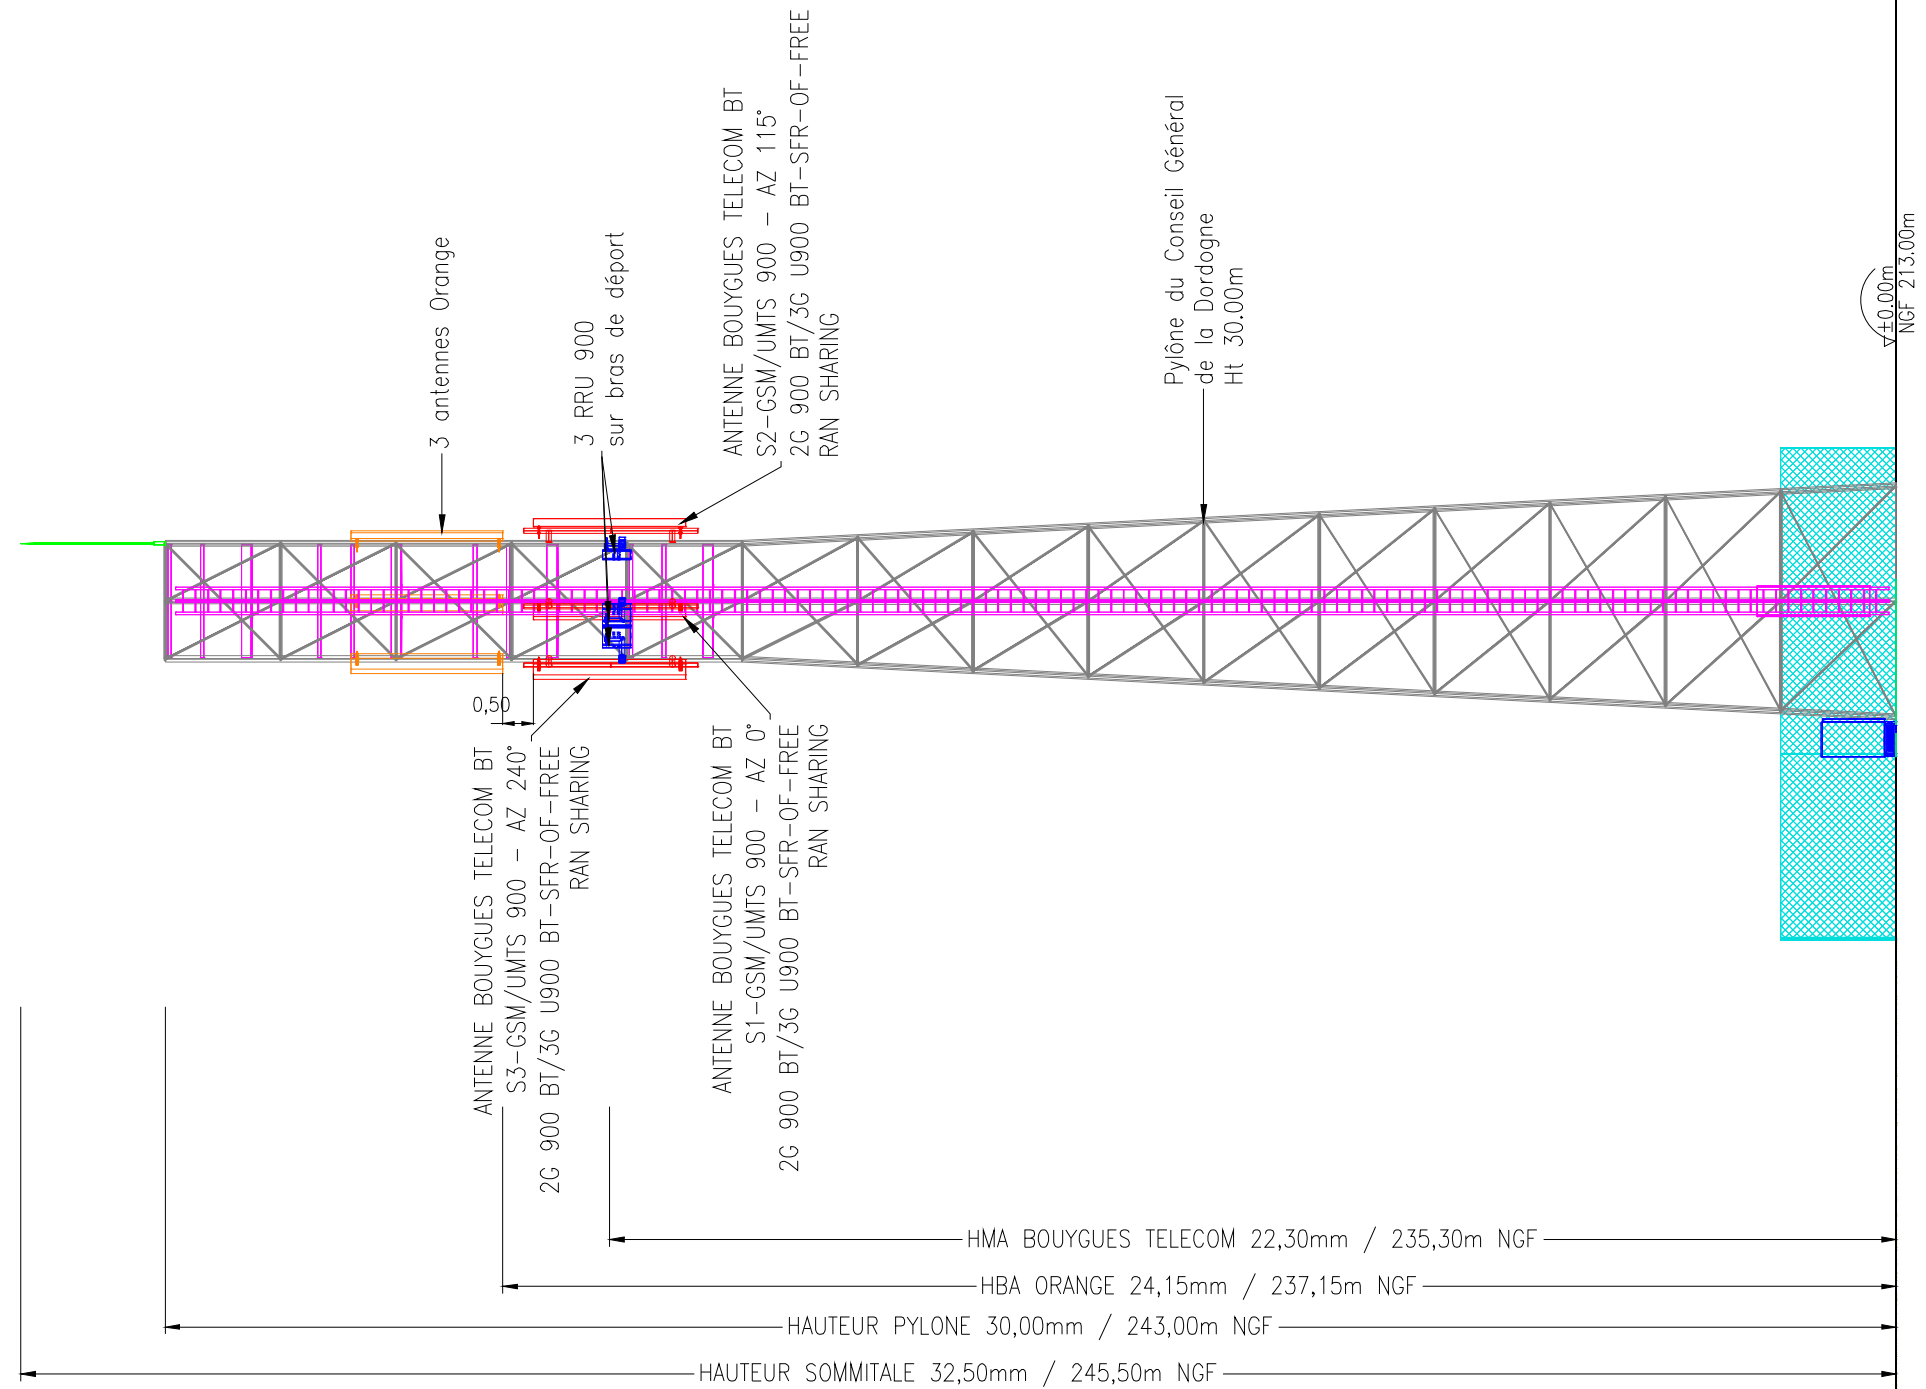 3 antennes Orange
3 RRU 900
sur bras de déport
ANTENNE BOUYGUES TELECOM BT
S2-GSM/UMTS 900 - AZ 115°
2G 900 BT/3G U900 BT-SFR-OF-FREE
RAN SHARING
Pylône du Conseil Général
de la Dordogne
Ht 30.00m
±0.00m
NGF 213.00m
0,50
ANTENNE BOUYGUES TELECOM BT
S3-GSM/UMTS 900 - AZ 240°
2G 900 BT/3G U900 BT-SFR-OF-FREE
RAN SHARING
ANTENNE BOUYGUES TELECOM BT
S1-GSM/UMTS 900 - AZ 0°
2G 900 BT/3G U900 BT-SFR-OF-FREE
RAN SHARING
HMA BOUYGUES TELECOM 22,30mm / 235,30m NGF
HBA ORANGE 24,15mm / 237,15m NGF
HAUTEUR PYLONE 30,00mm / 243,00m NGF
HAUTEUR SOMMITALE 32,50mm / 245,50m NGF